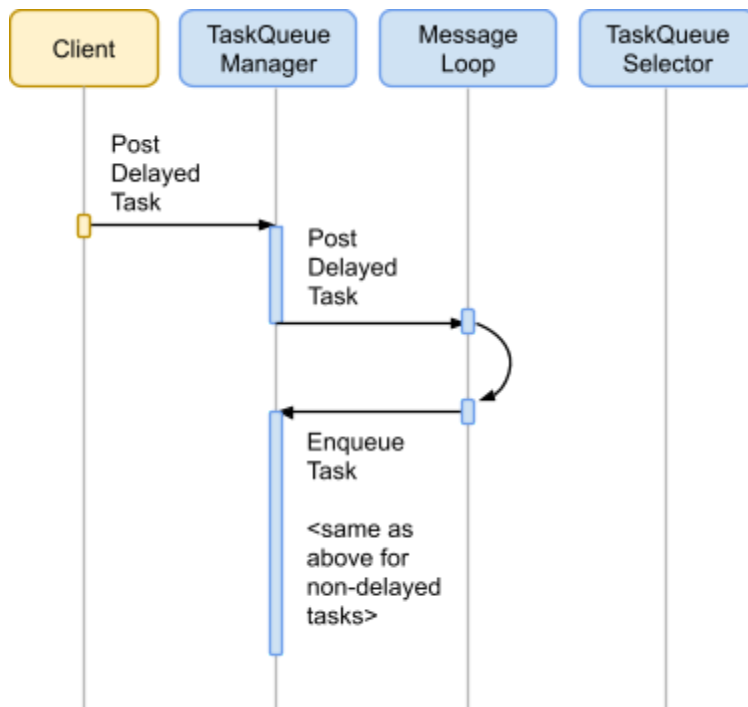 Client
TaskQueue
Manager
Message
Loop
TaskQueue
Selector
Post
Delayed
Task
Post
Delayed
Task
Enqueue
Task
<same as
above for
non-delayed
tasks>